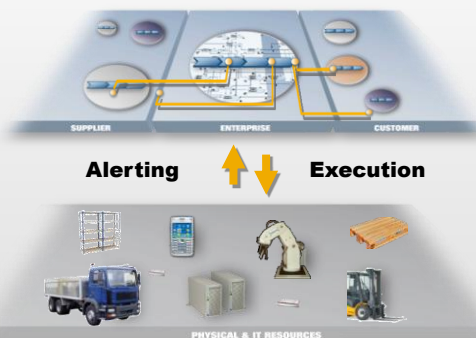 SUPPLIER
ENTERPRISE
CUSTOMER
Alerting
Execution
PHYSICAL & IT RESOURCES